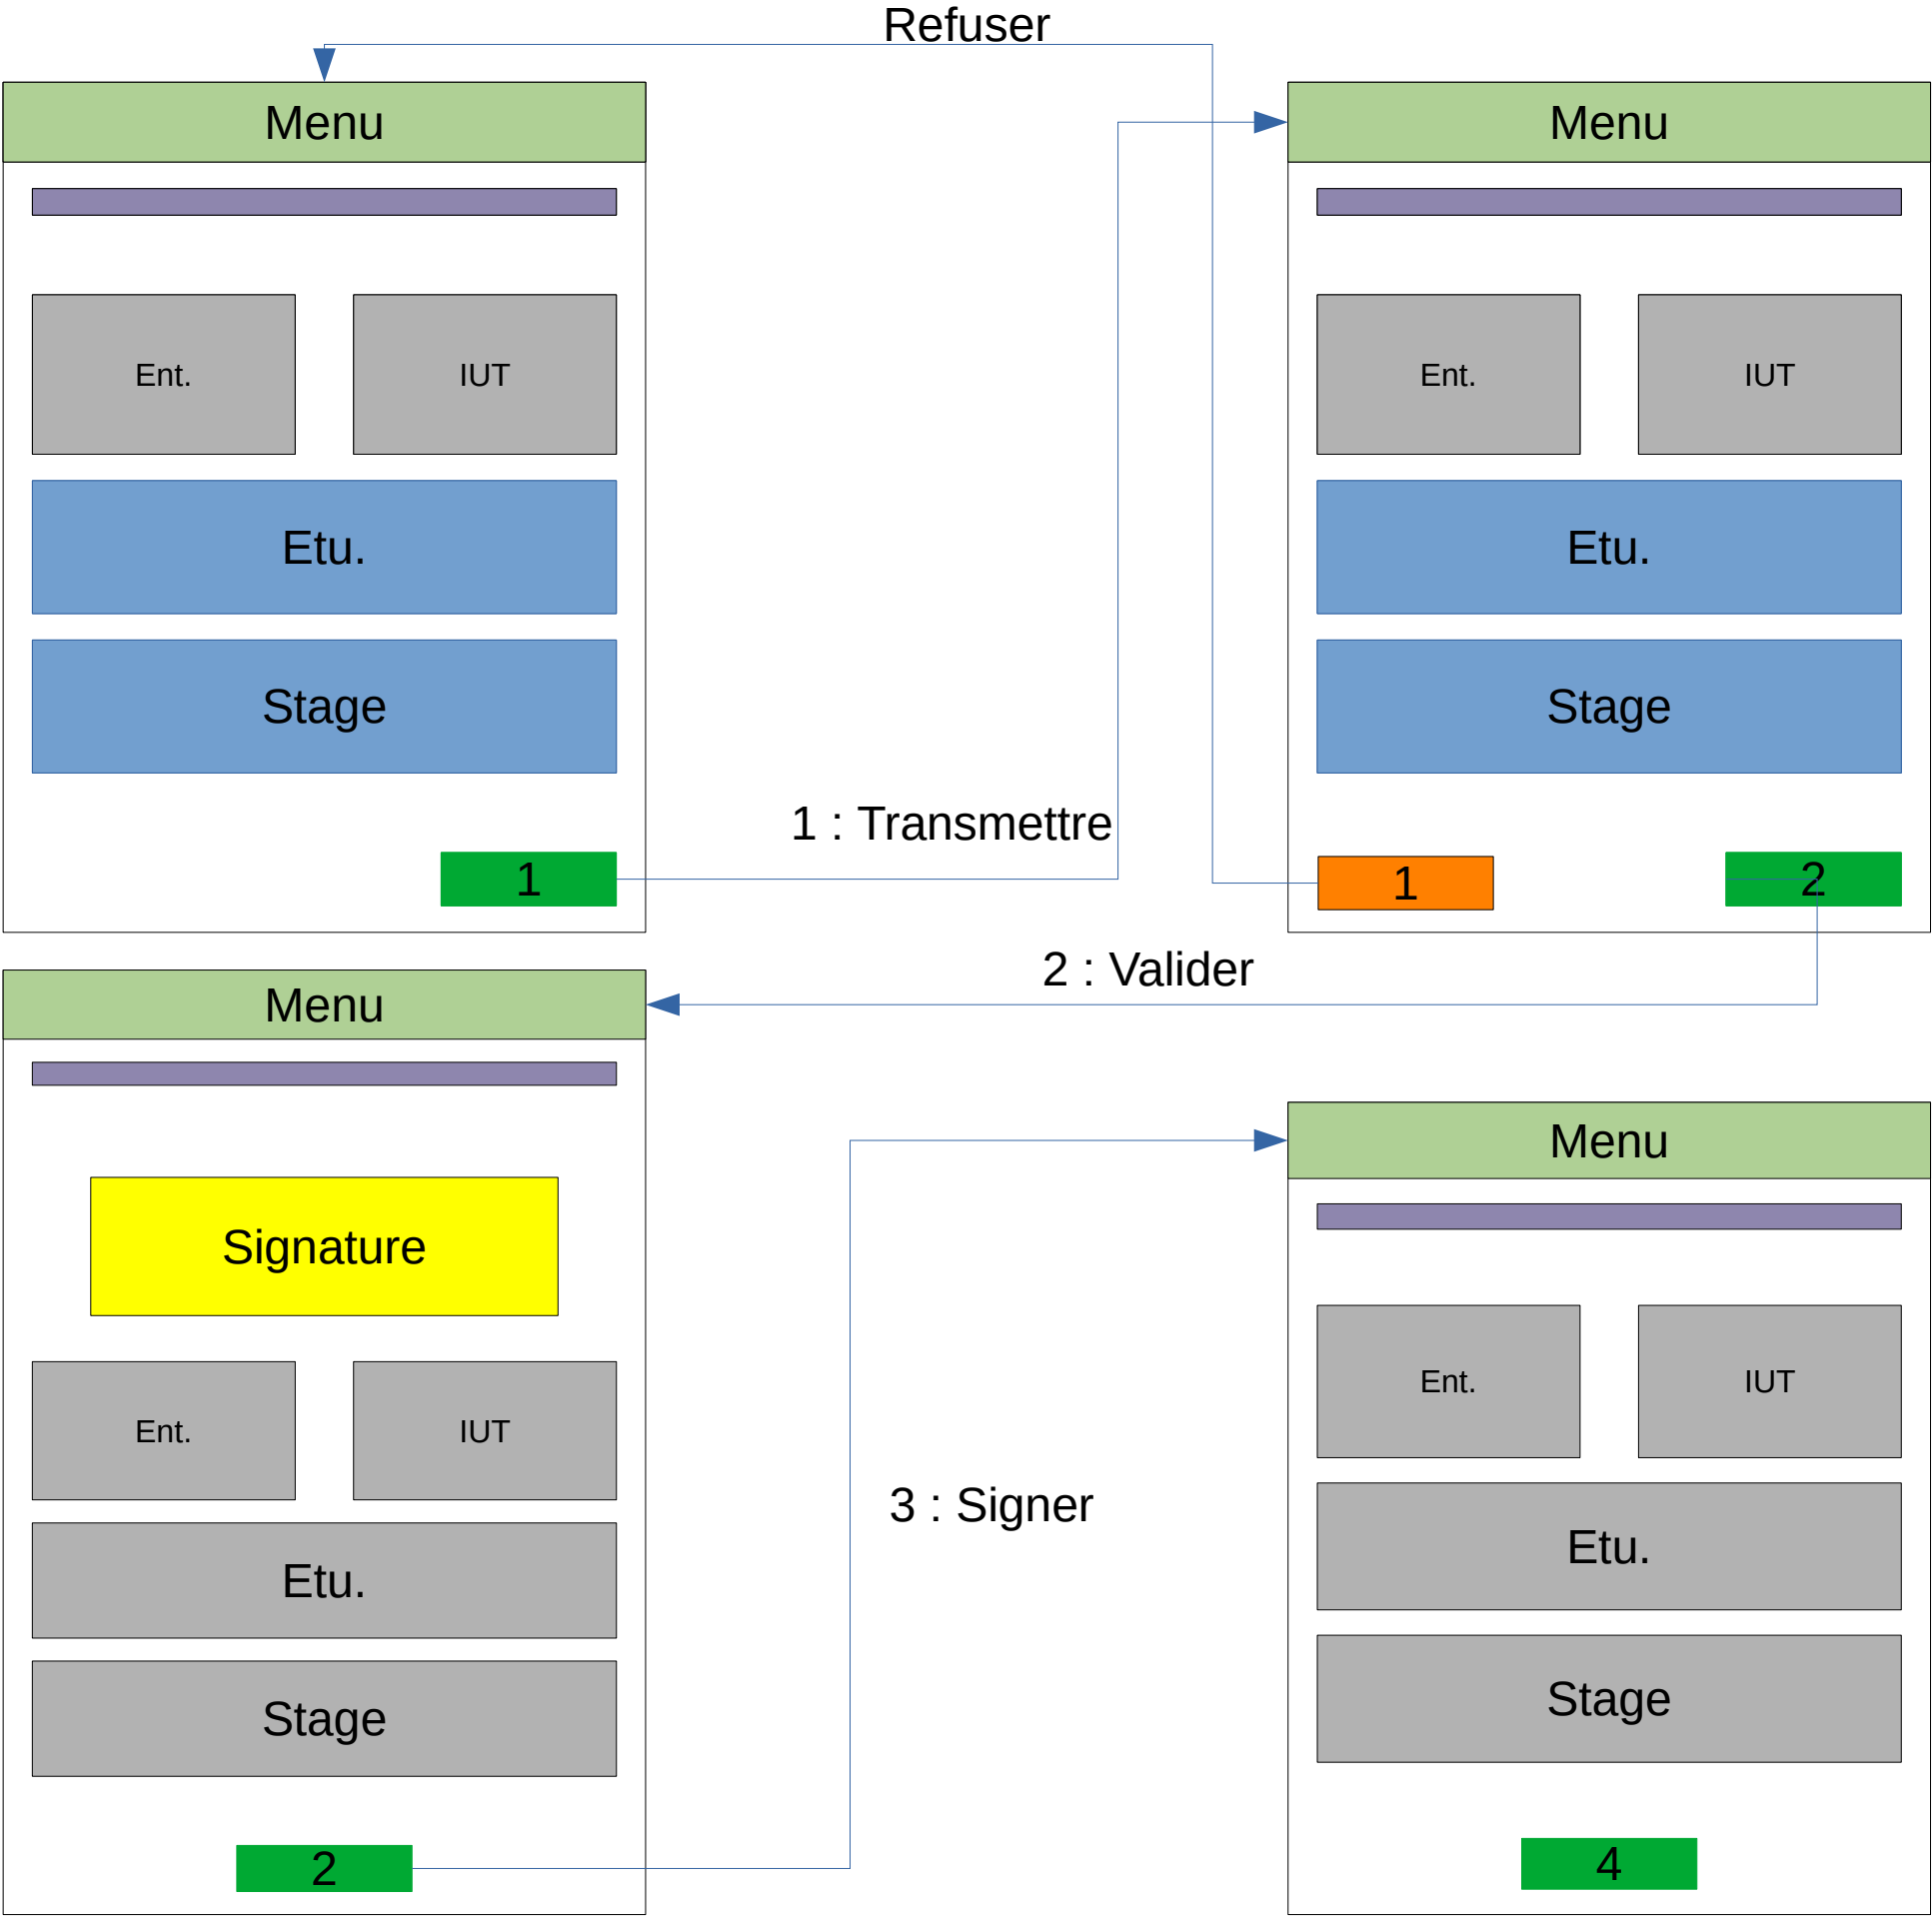 Refuser
Menu
Ent.
IUT
Etu.
Stage
1
1 : Transmettre
Menu
Ent.
IUT
Etu.
Stage
1
2
2 : Valider
Menu
Signature
Ent.
IUT
Etu.
Stage
2
3 : Signer
Menu
Ent.
IUT
Etu.
Stage
4